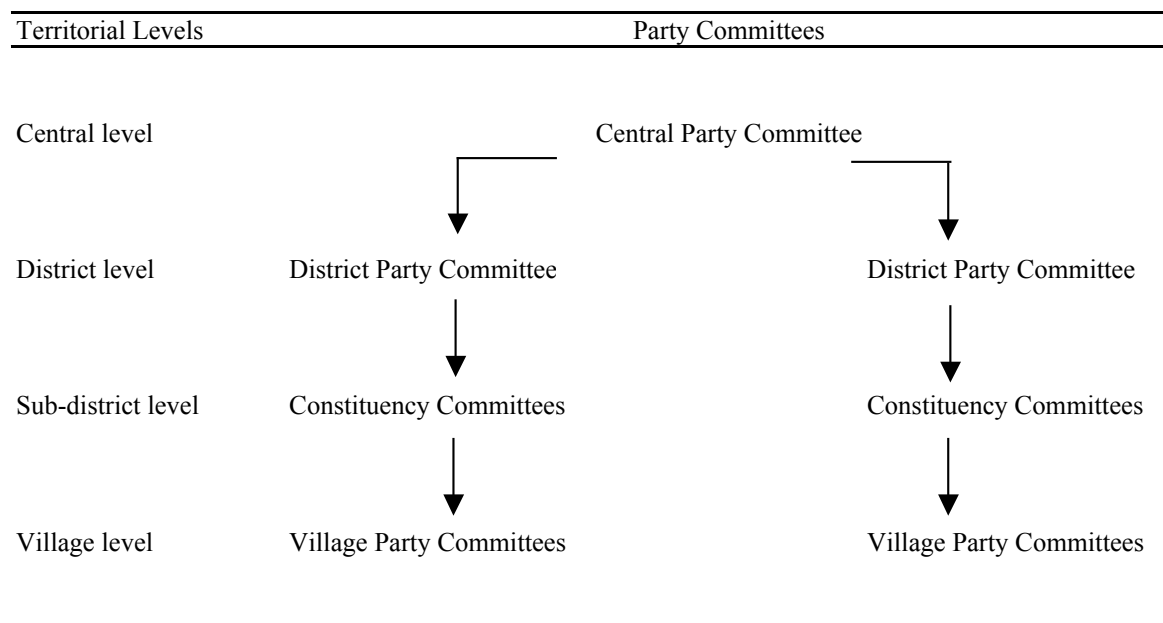 Territorial Levels Party Committees
Central level Central Party Committee
District level District Party Committee District Party Committee
Sub-district level Constituency Committees Constituency Committees
Village level Village Party Committees Village Party Committees